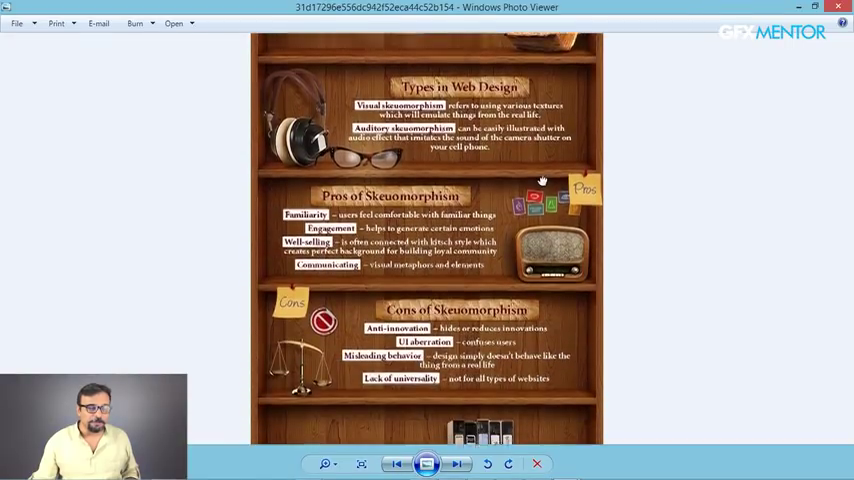 31d17296e556dc942f52eca44c52b154 - Windows Photo Viewer
File Print E-mail Burn Open
GFXMENTOR
Types in Web Design
Visual skeuomorphism refers to using various textures
which will emulate things from the real life.
Auditory skeuomorphism can be easily illustrated with
audio effect that imitates the sound of the camera shutter on
your cell phone.
Pros
Pros of Skeuomorphism
Familiarity – users feel comfortable with familiar things
Engagement – helps to generate certain emotions
Well-selling – is often connected with kitsch style which
creates perfect background for building loyal community
Communicating – visual metaphors and elements
Cons
Cons of Skeuomorphism
Anti-innovation – hides or reduces innovations
UI aberration – confuses users
Misleading behavior – design simply doesn't behave like the
thing from a real life
Lack of universality – not for all types of websites